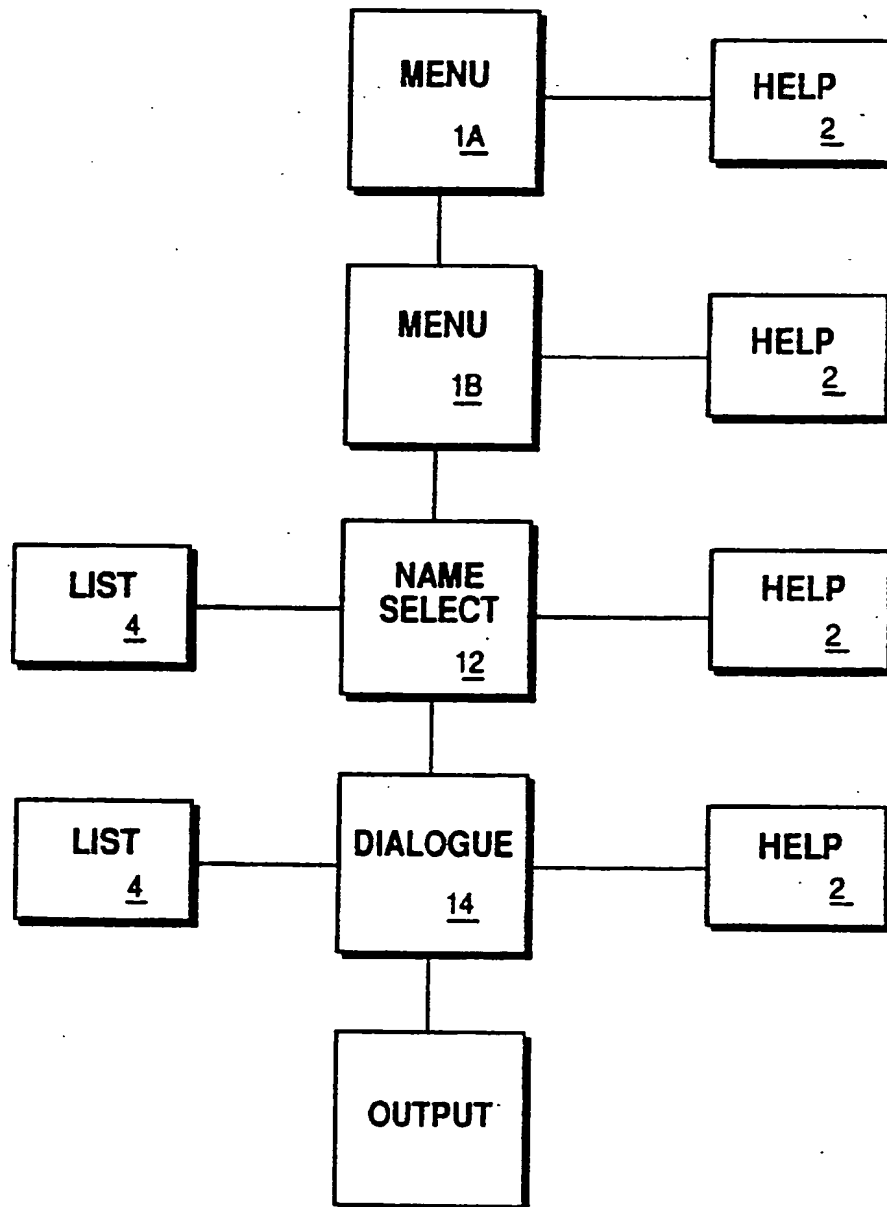 MENU
1A
HELP
2
MENU
1B
HELP
2
LIST
4
NAME
SELECT
12
HELP
2
LIST
4
DIALOGUE
14
HELP
2
OUTPUT